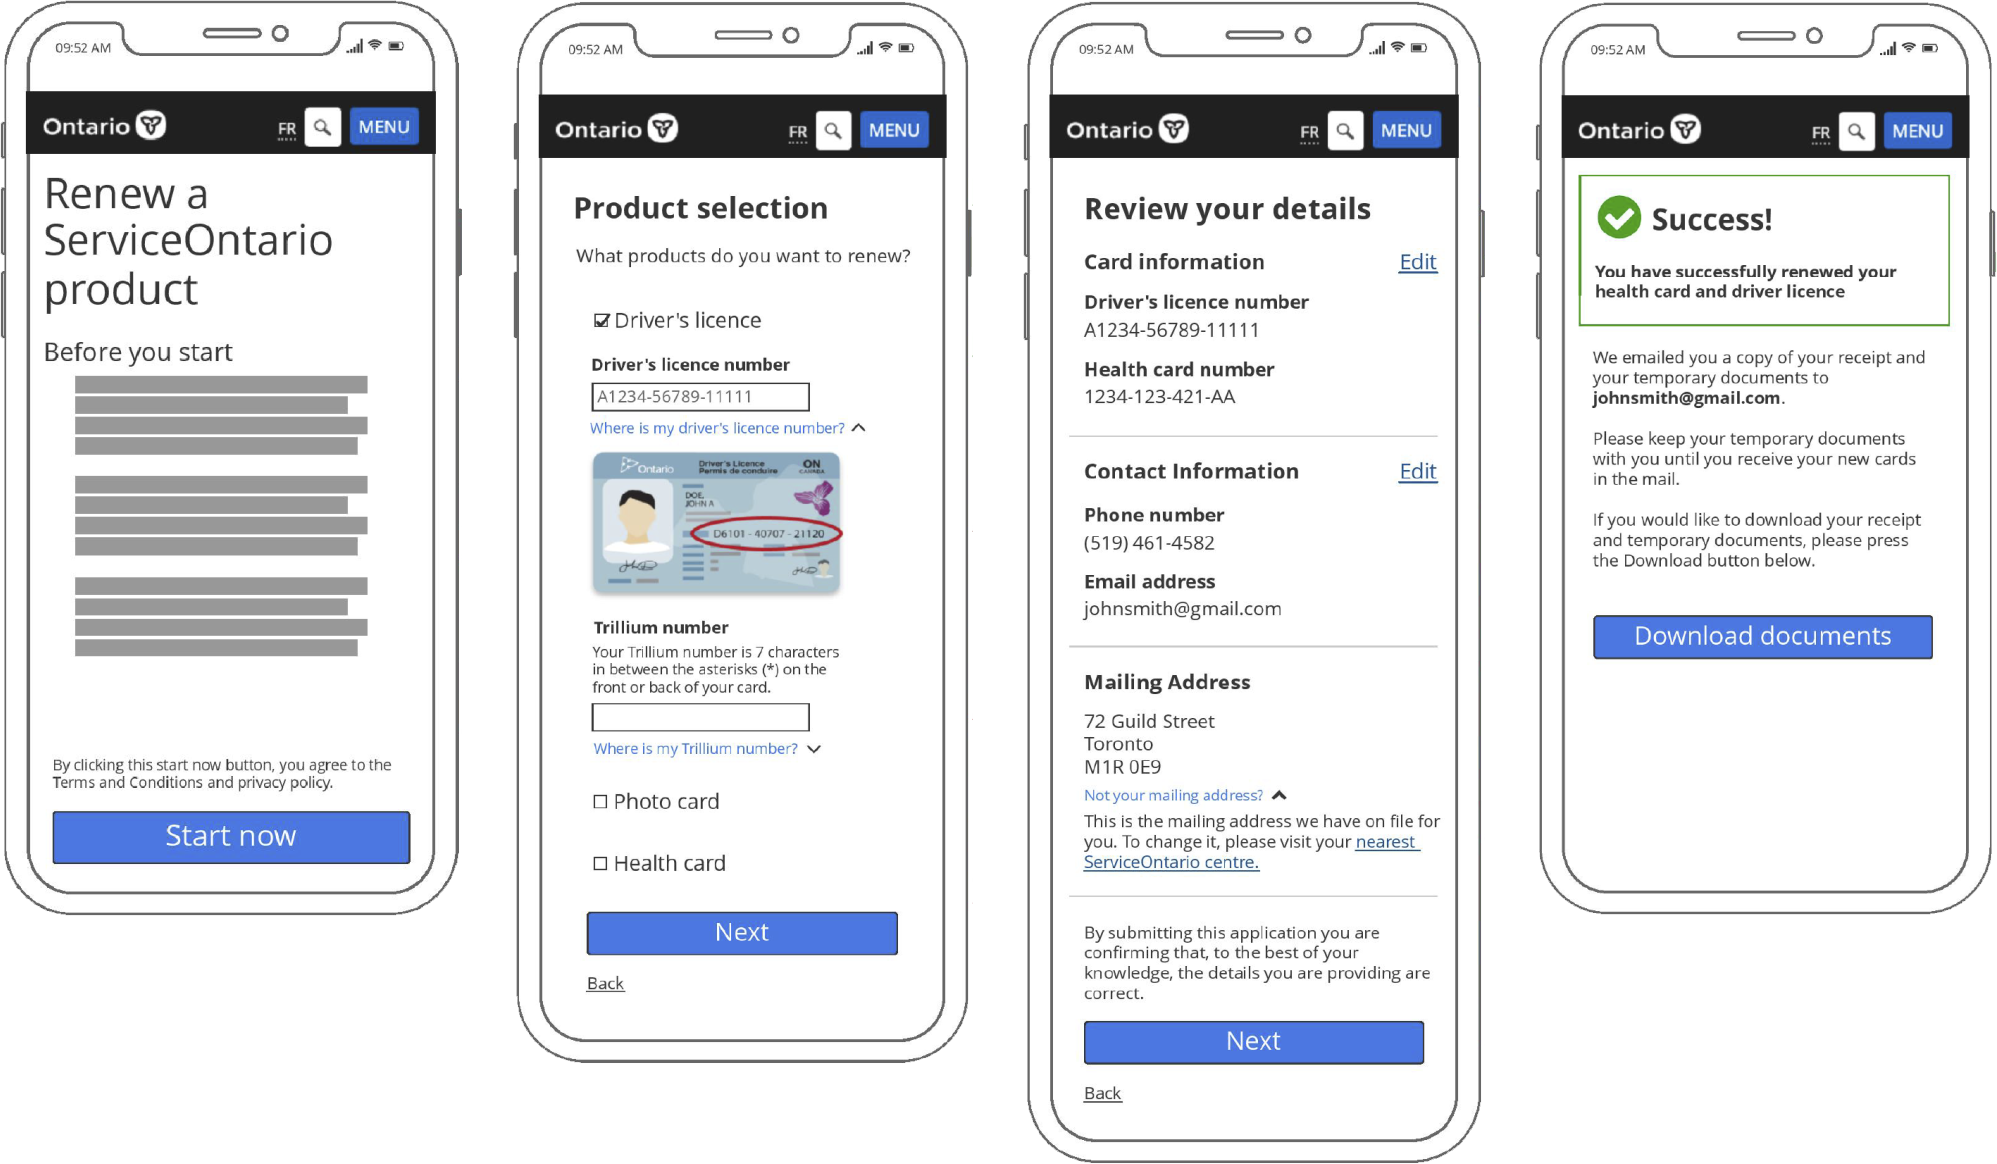 09:52 AM
Ontario
FR
MENU
Renew a
ServiceOntario
product
Before you start
By clicking this start now button, you agree to the
Terms and Conditions and privacy policy.
Start now
09:52 AM
Ontario
FR
MENU
Product selection
What products do you want to renew?
Driver's licence
Driver's licence number
A1234-56789-11111
Where is my driver's licence number?
Ontario
Driver's Licence
Permis de conduire
ON
CANADA
DOE,
JOHN A
D6101 - 40707 - 21120
Trillium number
Your Trillium number is 7 characters
in between the asterisks (*) on the
front or back of your card.
Where is my Trillium number?
Photo card
Health card
Next
Back
09:52 AM
Ontario
FR
MENU
Review your details
Card information
Edit
Driver's licence number
A1234-56789-11111
Health card number
1234-123-421-AA
Contact Information
Edit
Phone number
(519) 461-4582
Email address
johnsmith@gmail.com
Mailing Address
72 Guild Street
Toronto
M1R 0E9
Not your mailing address?
This is the mailing address we have on file for
you. To change it, please visit your nearest
ServiceOntario centre.
By submitting this application you are
confirming that, to the best of your
knowledge, the details you are providing are
correct.
Next
Back
09:52 AM
Ontario
FR
MENU
Success!
You have successfully renewed your
health card and driver licence
We emailed you a copy of your receipt and
your temporary documents to
johnsmith@gmail.com.
Please keep your temporary documents
with you until you receive your new cards
in the mail.
If you would like to download your receipt
and temporary documents, please press
the Download button below.
Download documents